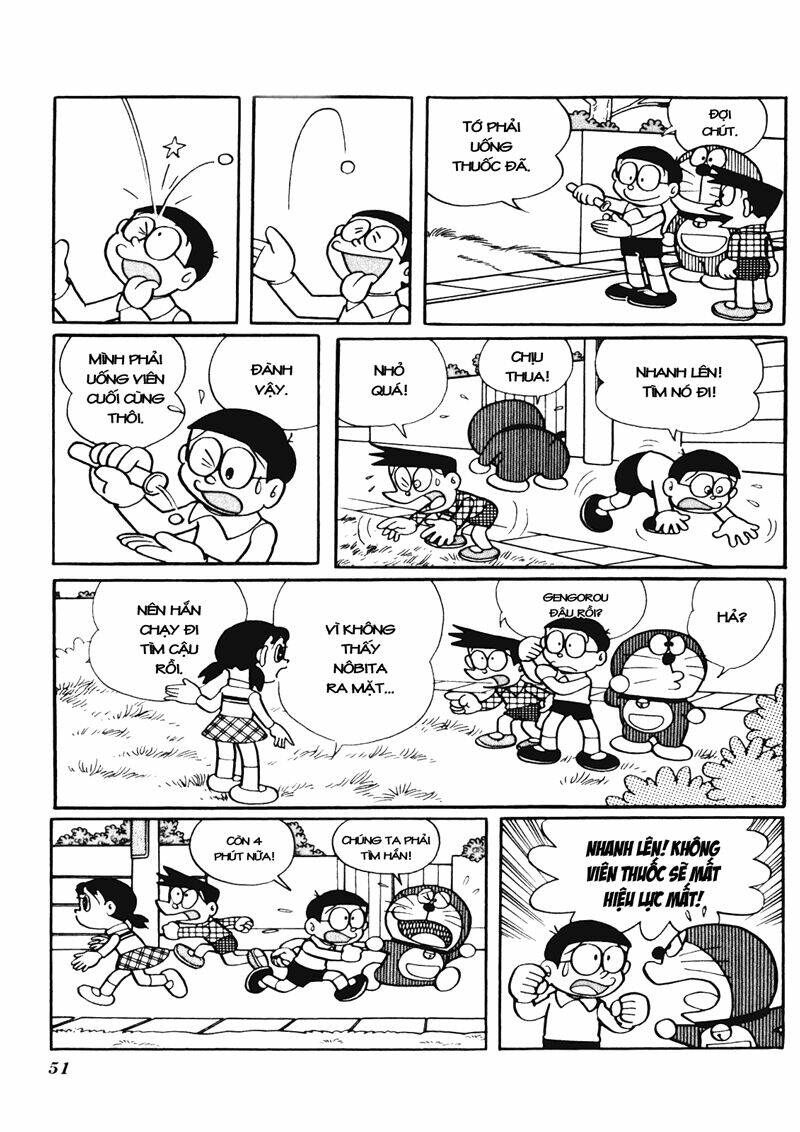 ĐỢI
CHÚT.
TỚ PHẢI
UỐNG
THUỐC ĐÃ.
NHANH LÊN!
TÌM NÓ ĐI!
CHỊU
THUA!
NHỎ
QUÁ!
ĐÀNH
VẬY.
MÌNH PHẢI
UỐNG VIÊN
CUỐI CÙNG
THÔI.
HẢ?
GENGOROU
ĐÂU RỒI?
VÌ KHÔNG
THẤY
NÔBITA
RA MẶT...
NÊN HẮN
CHẠY ĐI
TÌM CẬU
RỒI.
NHANH LÊN! KHÔNG
VIÊN THUỐC SẼ MẤT
HIỆU LỰC MẤT!
CHÚNG TA PHẢI
TÌM HẮN!
CÒN 4
PHÚT NỮA!
51